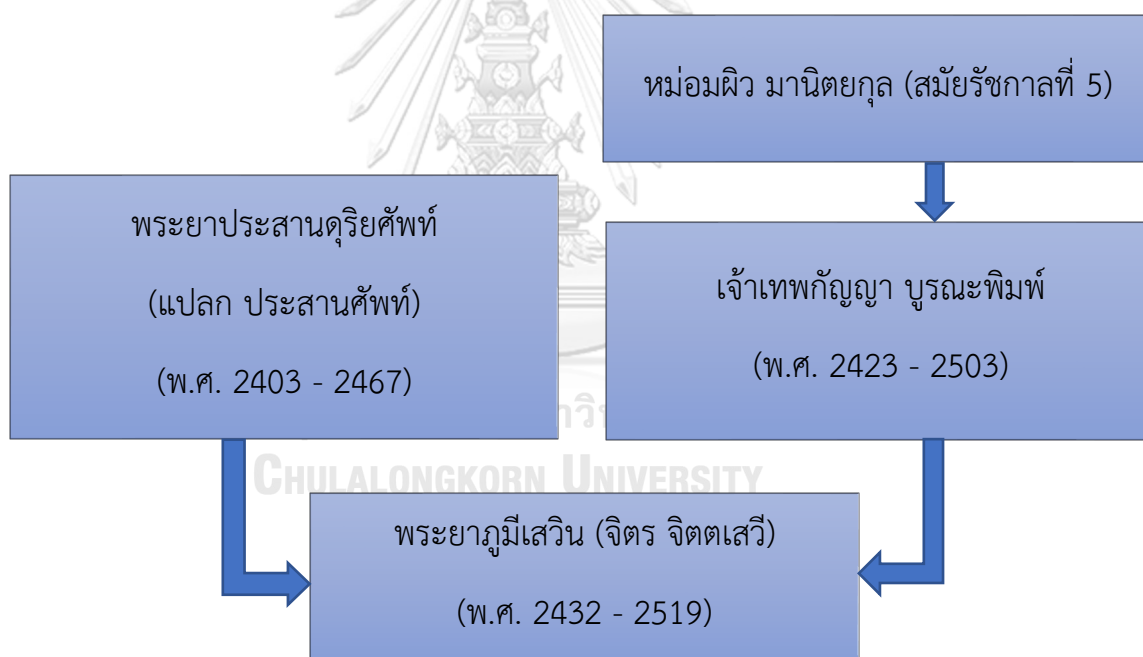 หม่อมผิว มานิตยกุล (สมัยรัชกาลที่ 5)
พระยาประสานดุริยศัพท์
(แปลก ประสานศัพท์)
(พ.ศ. 2403 - 2467)
เจ้าเทพกัญญา บูรณะพิมพ์
(พ.ศ. 2423 - 2503)
CHULALONGKORN UNIVERSITY
พระยาภูมีเสวิน (จิตร จิตตเสวี)
(พ.ศ. 2432 - 2519)